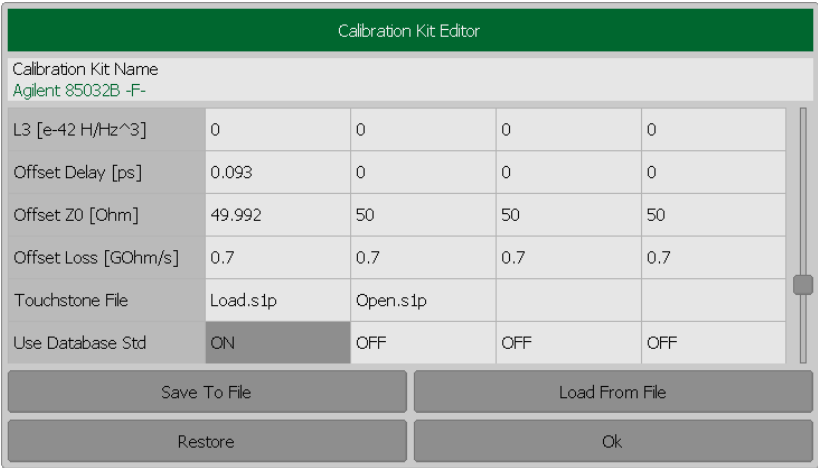 Calibration Kit Editor
Calibration Kit Name
Agilent 85032B -F-
L3 [e-42 H/Hz^3] 0 0 0 0
Offset Delay [ps] 0.093 0 0 0
Offset Z0 [Ohm] 49.992 50 50 50
Offset Loss [GOhm/s] 0.7 0.7 0.7 0.7
Touchstone File Load.s1p Open.s1p
Use Database Std ON OFF OFF OFF
Save To File Load From File
Restore Ok